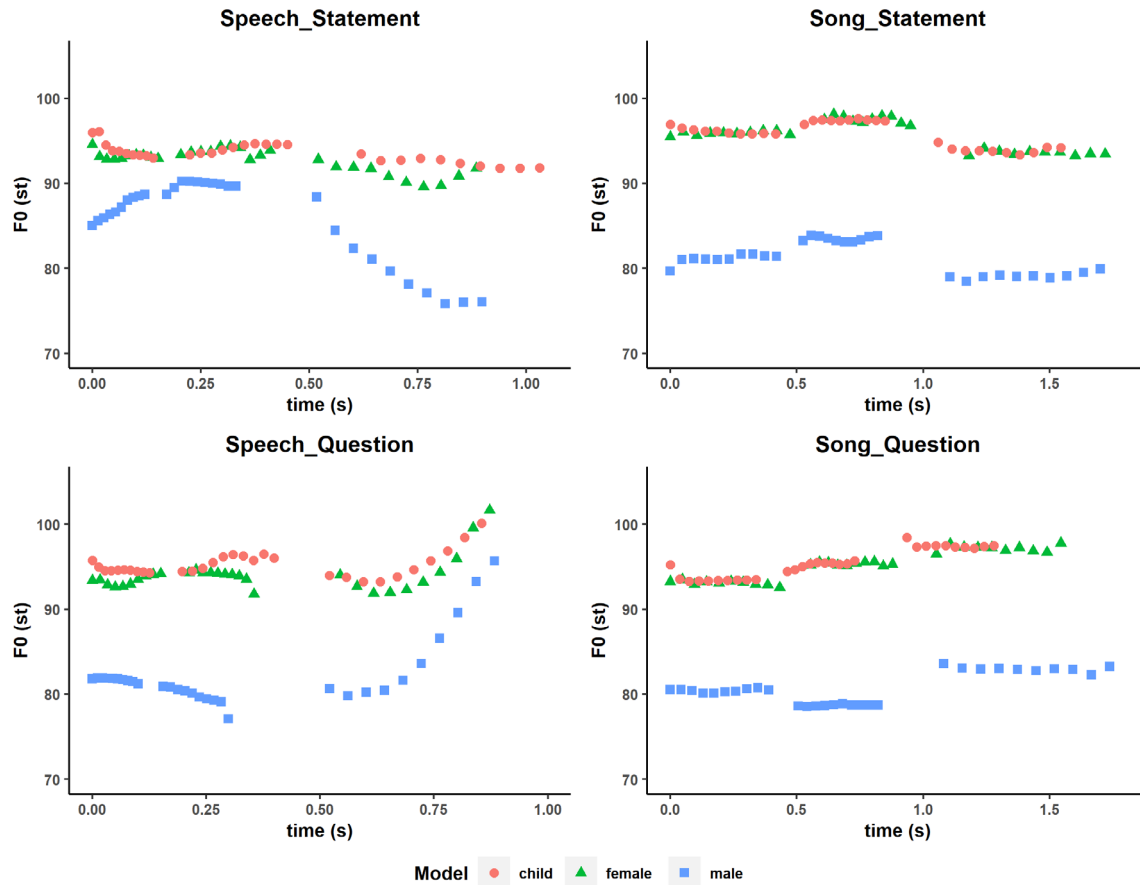 Speech_Statement
Song_Statement
F0 (st)
100
90
80
70
0.00 0.25 0.50 0.75 1.00
time (s)
F0 (st)
100
90
80
70
0.0 0.5 1.0 1.5
time (s)
Speech_Question
Song_Question
F0 (st)
100
90
80
70
0.00 0.25 0.50 0.75 1.00
time (s)
F0 (st)
100
90
80
70
0.0 0.5 1.0 1.5
time (s)
Model child female male